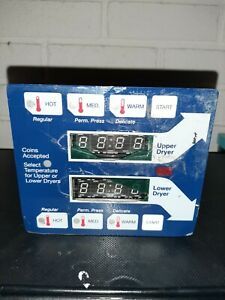 HOT MED. WARM START
Regular Perm. Press Delicate
Coins
Accepted
Select
Temperature
for Upper or
Lower Dryers
Upper
Dryer
Lower
Dryer
Regular Perm. Press Delicate
HOT MED. WARM START